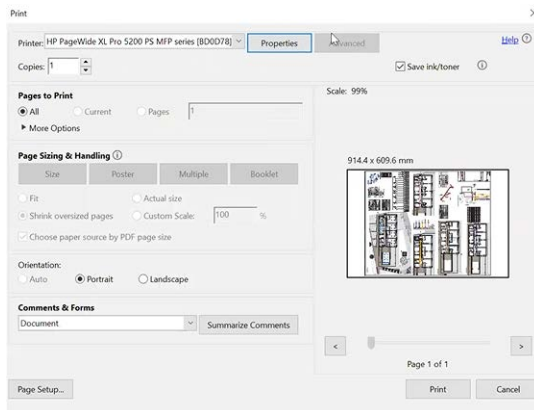 Print
Printer: HP PageWide XL Pro 5200 PS MFP series [BD0D78] Properties Advanced Help
Copies: 1 Save ink/toner
Pages to Print
All Current Pages 1
More Options
Scale: 99%
Page Sizing & Handling
Size Poster Multiple Booklet
Fit Actual size
Shrink oversized pages Custom Scale: 100 %
Choose paper source by PDF page size
914.4 x 609.6 mm
Orientation:
Auto Portrait Landscape
Comments & Forms
Document Summarize Comments
< >
Page 1 of 1
Page Setup... Print Cancel